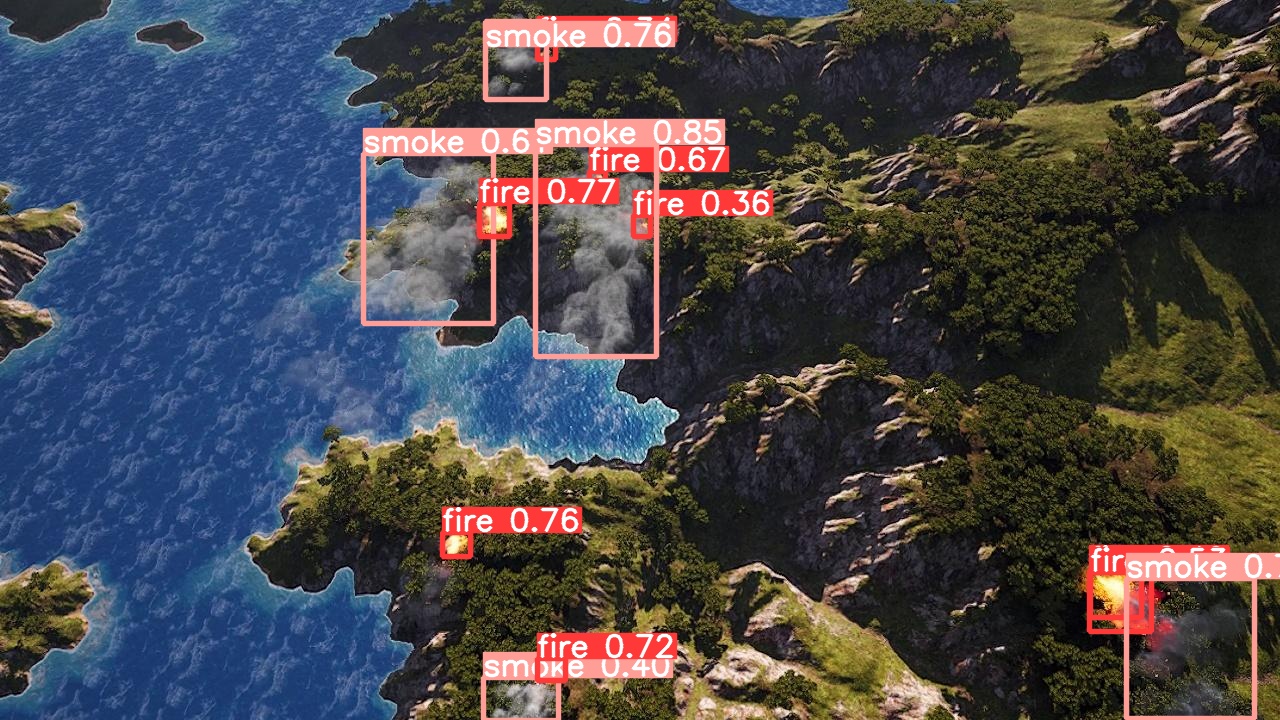 smoke 0.76
smoke 0.85
smoke 0.6
fire 0.67
fire 0.77
fire 0.36
fire 0.76
smoke 0.
fire 0.72
smoke 0.40